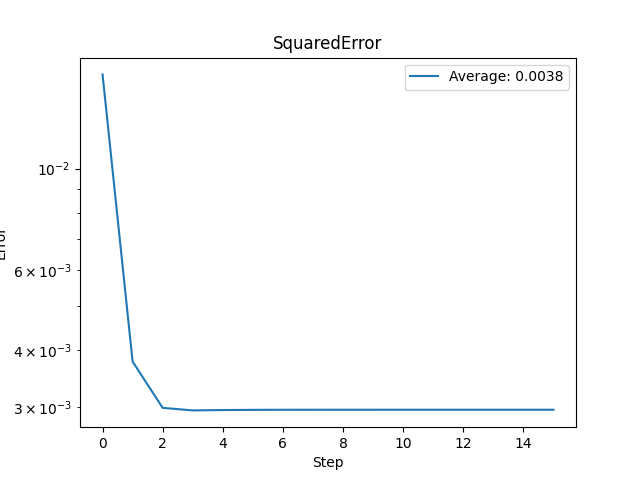 SquaredError
Average: 0.0038
10⁻²
6 × 10⁻³
4 × 10⁻³
3 × 10⁻³
Error
0 2 4 6 8 10 12 14
Step